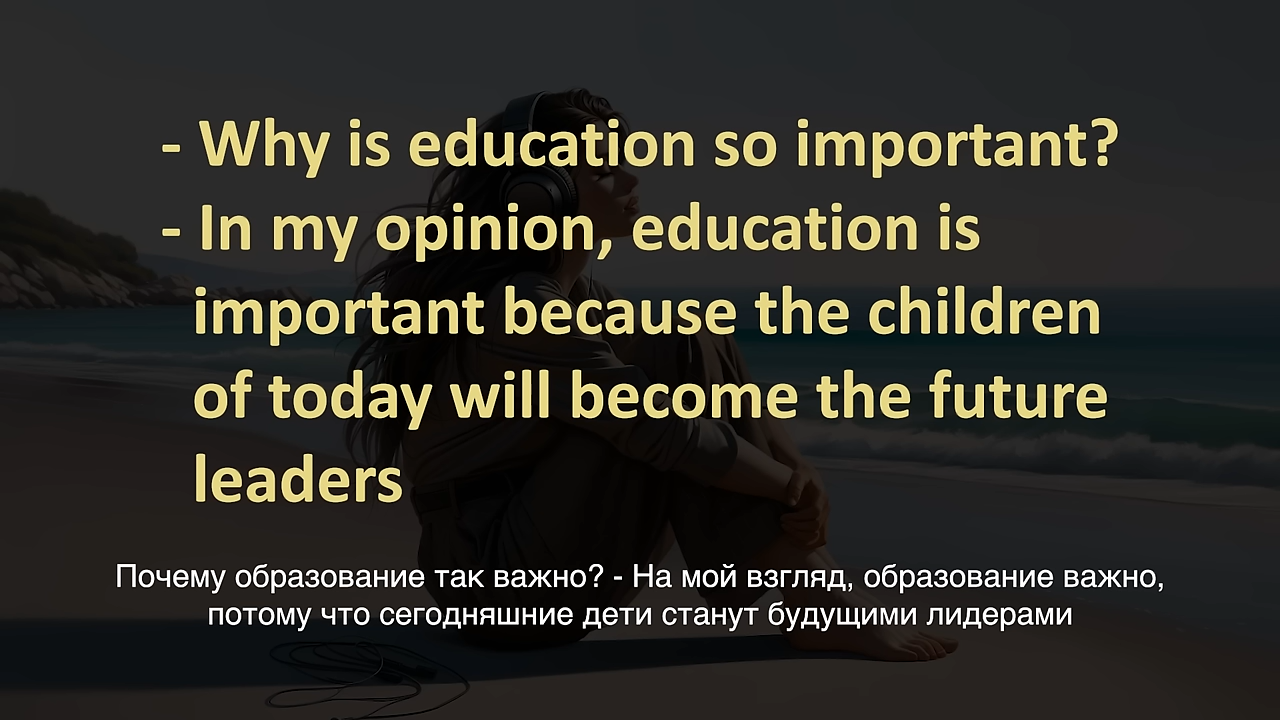 - Why is education so important?
- In my opinion, education is
important because the children
of today will become the future
leaders
Почему образование так важно? - На мой взгляд, образование важно,
потому что сегодняшние дети станут будущими лидерами